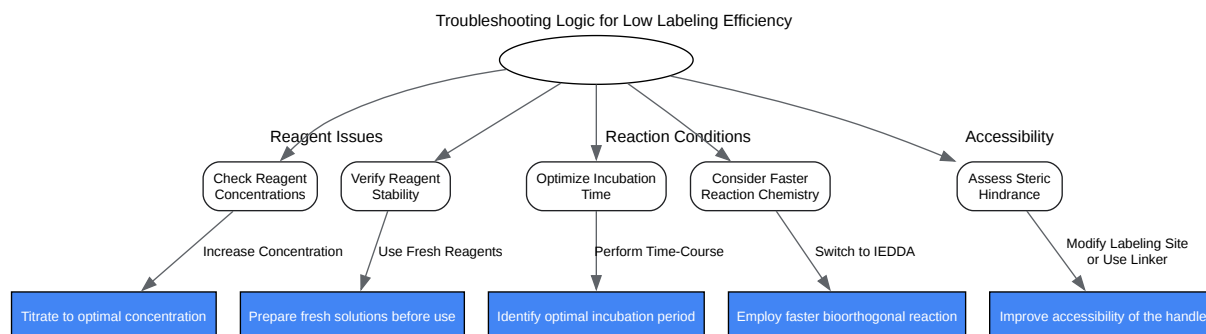 Troubleshooting Logic for Low Labeling Efficiency
Reagent Issues
Reaction Conditions
Accessibility
Check Reagent
Concentrations
Verify Reagent
Stability
Optimize Incubation
Time
Consider Faster
Reaction Chemistry
Assess Steric
Hindrance
Increase Concentration
Use Fresh Reagents
Perform Time-Course
Switch to IEDDA
Modify Labeling Site
or Use Linker
Titrate to optimal concentration
Prepare fresh solutions before use
Identify optimal incubation period
Employ faster bioorthogonal reaction
Improve accessibility of the handle